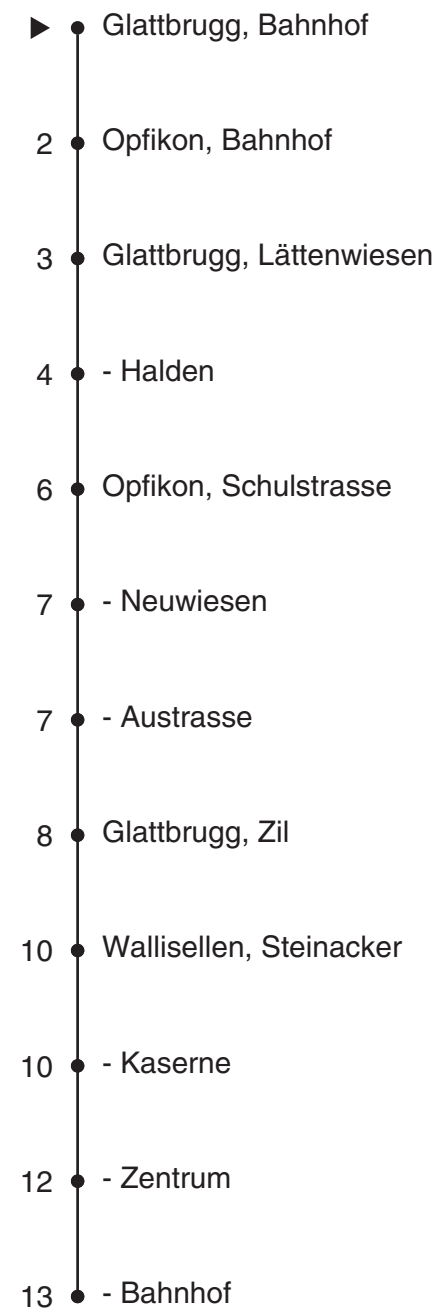 Glattbrugg, Bahnhof
2 Opfikon, Bahnhof
3 Glattbrugg, Lättenwiesen
4 - Halden
6 Opfikon, Schulstrasse
7 - Neuwiesen
7 - Austrasse
8 Glattbrugg, Zil
10 Wallisellen, Steinacker
10 - Kaserne
12 - Zentrum
13 - Bahnhof